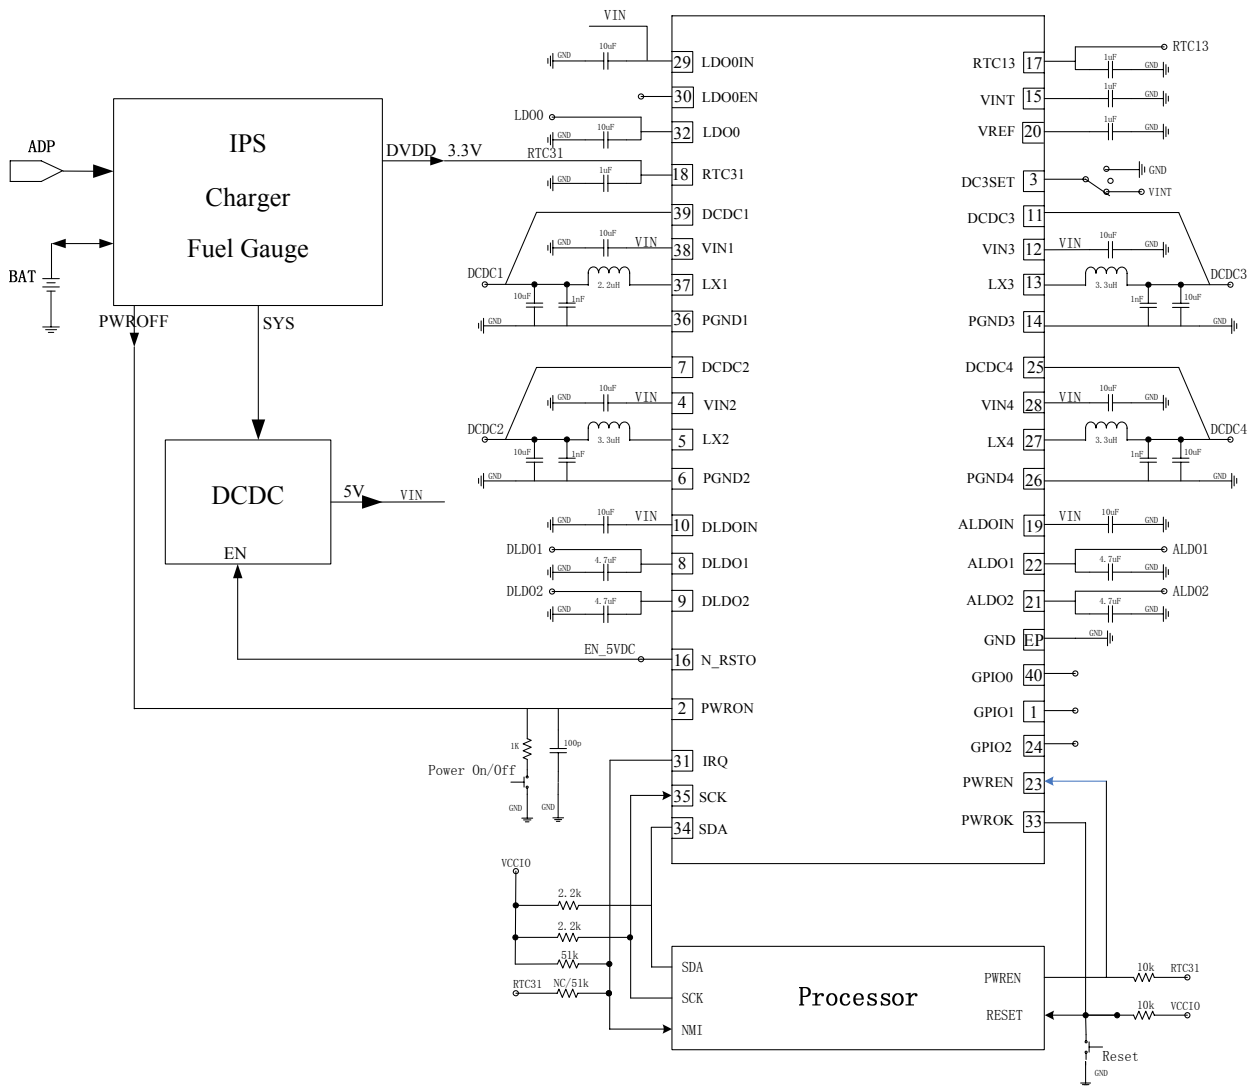 ADP
IPS
Charger
Fuel Gauge
DVDD 3.3V
BAT
PWROFF
SYS
DCDC
EN
5V
VIN
VIN
GND
10uF
29
LDO0IN
30
LDO0EN
LDO0
GND
10uF
32
LDO0
RTC31
GND
1uF
18
RTC31
39
DCDC1
GND
10uF
VIN
38
VIN1
DCDC1
10uF
1nF
2.2uH
37
LX1
GND
36
PGND1
7
DCDC2
GND
10uF
VIN
4
VIN2
DCDC2
10uF
1nF
3.3uH
5
LX2
GND
6
PGND2
GND
10uF
VIN
10
DLDOIN
DLDO1
GND
4.7uF
8
DLDO1
DLDO2
GND
4.7uF
9
DLDO2
EN_5VDC
16
N_RSTO
2
PWRON
1K
100p
Power On/Off
GND
GND
31
IRQ
35
SCK
34
SDA
RTC13
17
1uF
GND
RTC13
VINT
15
1uF
GND
VREF
20
1uF
GND
DC3SET
3
GND
VINT
DCDC3
11
VIN3
12
VIN
10uF
GND
LX3
13
3.3uH
1nF
10uF
DCDC3
PGND3
14
GND
DCDC4
25
VIN4
28
VIN
10uF
GND
LX4
27
3.3uH
1nF
10uF
DCDC4
PGND4
26
GND
ALDOIN
19
VIN
10uF
GND
ALDO1
22
4.7uF
GND
ALDO1
ALDO2
21
4.7uF
GND
ALDO2
GND
EP
GND
GPIO0
40
GPIO1
1
GPIO2
24
PWREN
23
PWROK
33
VCCIO
2.2k
2.2k
51k
RTC31
NC/51k
SDA
SCK
NMI
Processor
PWREN
RESET
10k
RTC31
10k
VCCIO
Reset
GND